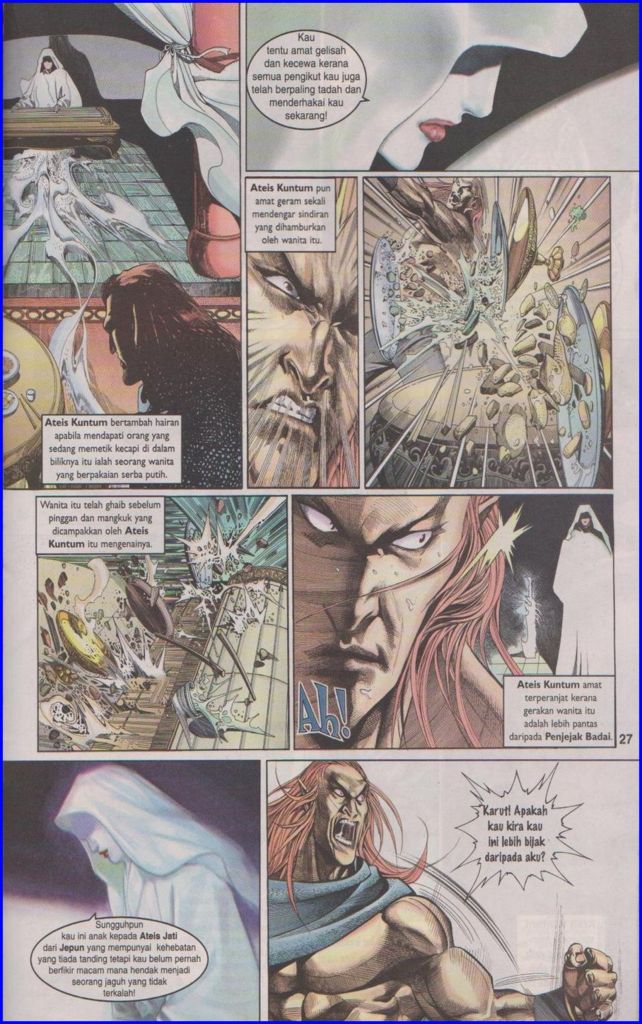 Ateis Kuntum bertambah hairan
apabila mendapati orang yang
sedang memetik kecapi di dalam
biliknya itu ialah seorang wanita
yang berpakaian serba putih.
Kau
tentu amat gelisah
dan kecewa kerana
semua pengikut kau juga
telah berpaling tadah dan
menderhakai kau
sekarang!
Ateis Kuntum pun
amat geram sekali
mendengar sindiran
yang dihamburkan
oleh wanita itu.
Wanita itu telah ghaib sebelum
pinggan dan mangkuk yang
dicampakkan oleh Ateis
Kuntum itu mengenainya.
Ah!
Ateis Kuntum amat
terperanjat kerana
gerakan wanita itu
adalah lebih pantas
daripada Penjejak Badai.
27
Sungguhpun
kau ini anak kepada Ateis Jati
dari Jepun yang mempunyai kehebatan
yang tiada tanding tetapi kau belum pernah
berfikir macam mana hendak menjadi
seorang jaguh yang tidak
terkalah!
Karut! Apakah
kau kira kau
ini lebih bijak
daripada aku?